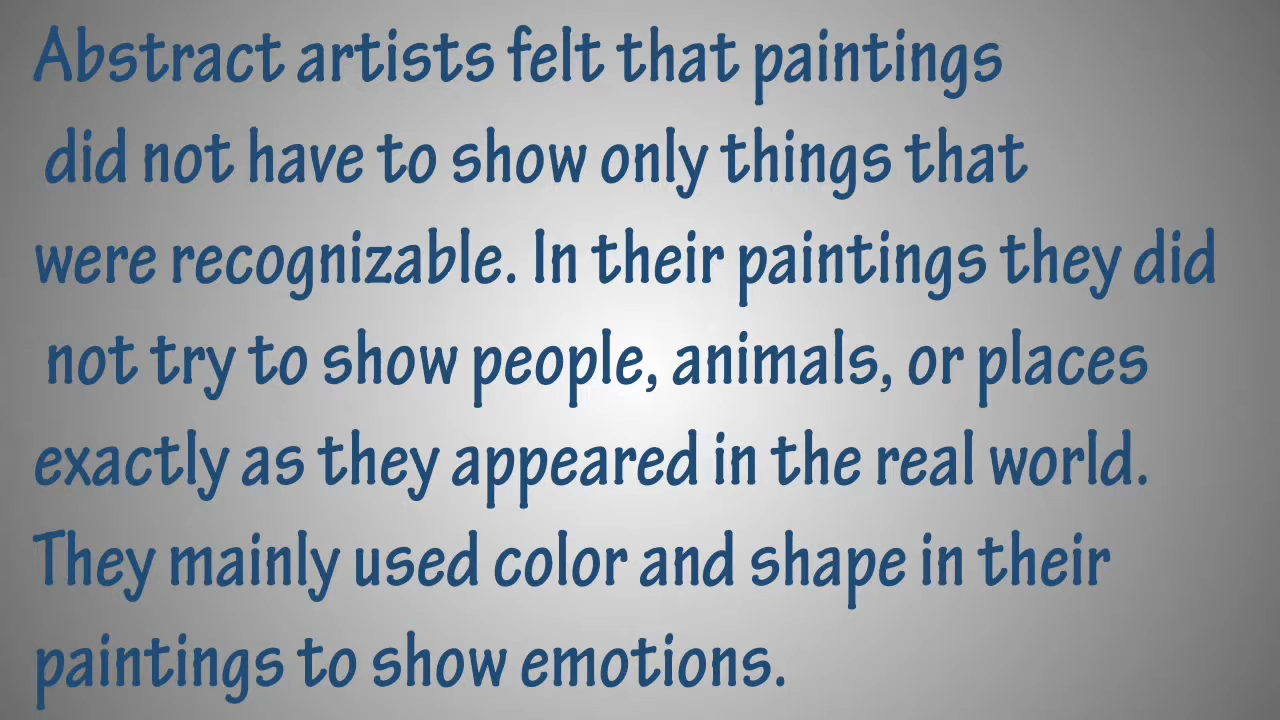 Abstract artists felt that paintings
did not have to show only things that
were recognizable. In their paintings they did
not try to show people, animals, or places
exactly as they appeared in the real world.
They mainly used color and shape in their
paintings to show emotions.